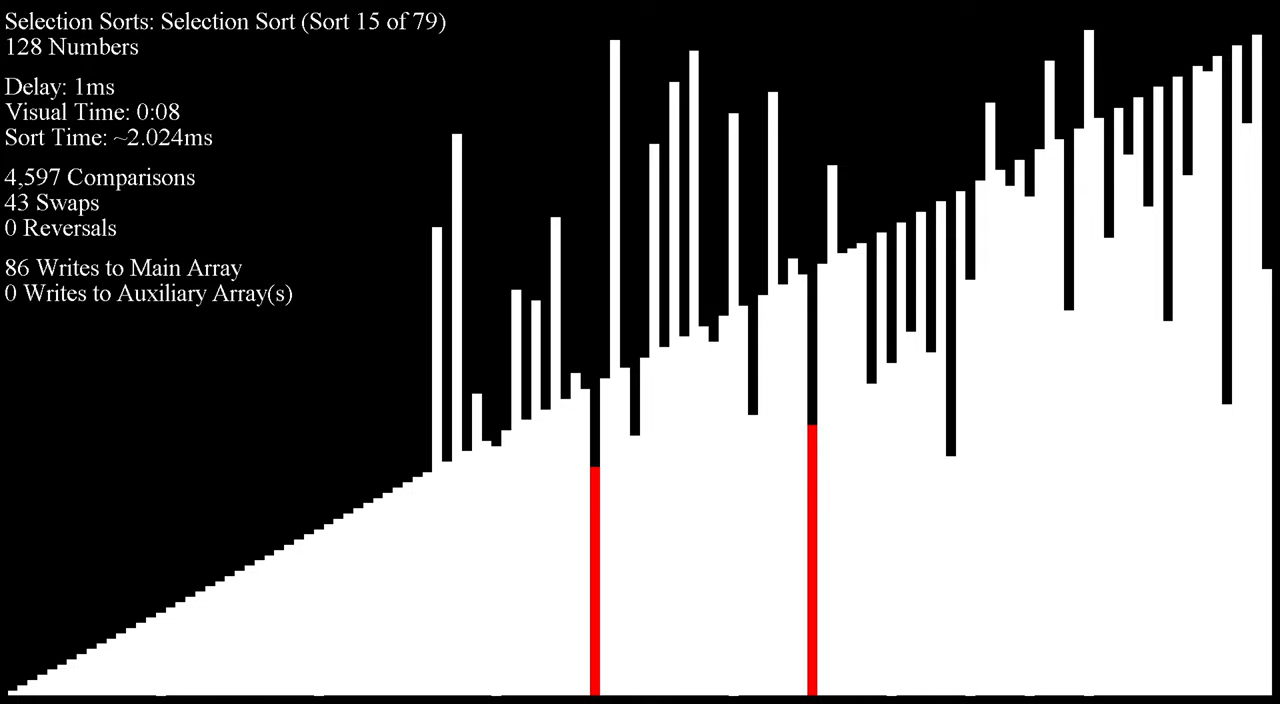 Selection Sorts: Selection Sort (Sort 15 of 79)
128 Numbers
Delay: 1ms
Visual Time: 0:08
Sort Time: ~2.024ms
4,597 Comparisons
43 Swaps
0 Reversals
86 Writes to Main Array
0 Writes to Auxiliary Array(s)